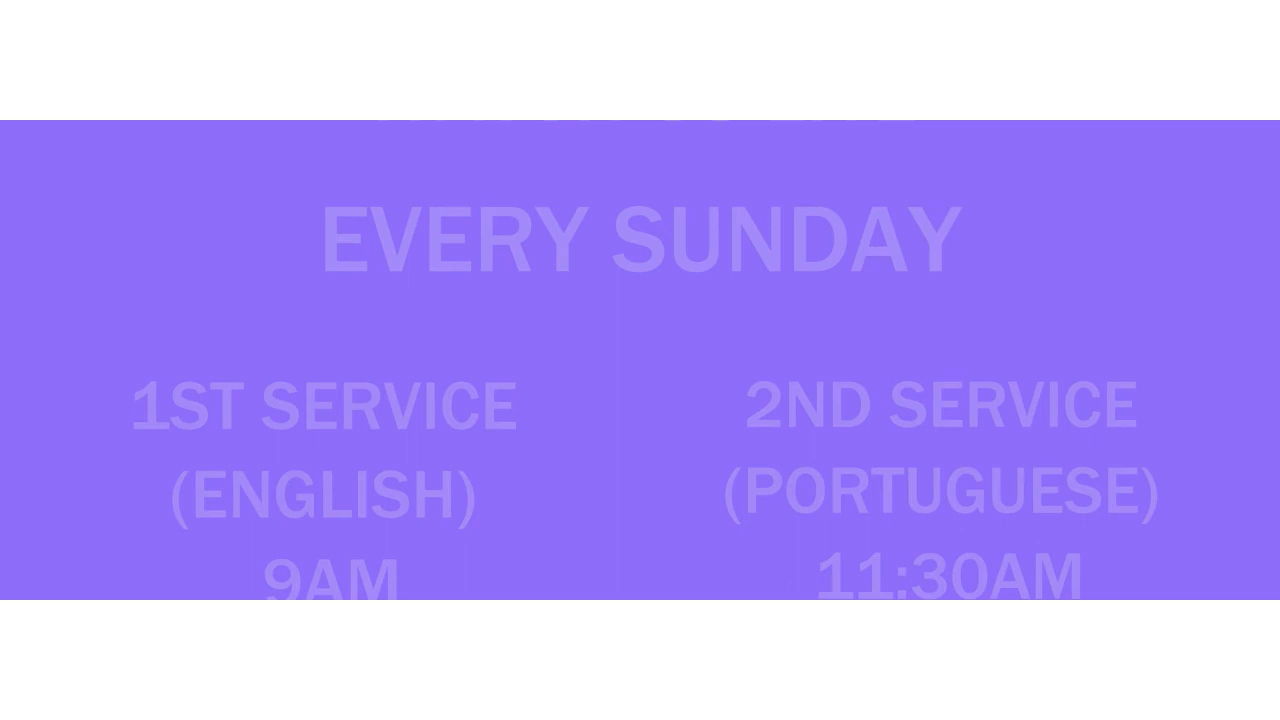 EVERY SUNDAY
1ST SERVICE
(ENGLISH)
9AM
2ND SERVICE
(PORTUGUESE)
11:30AM